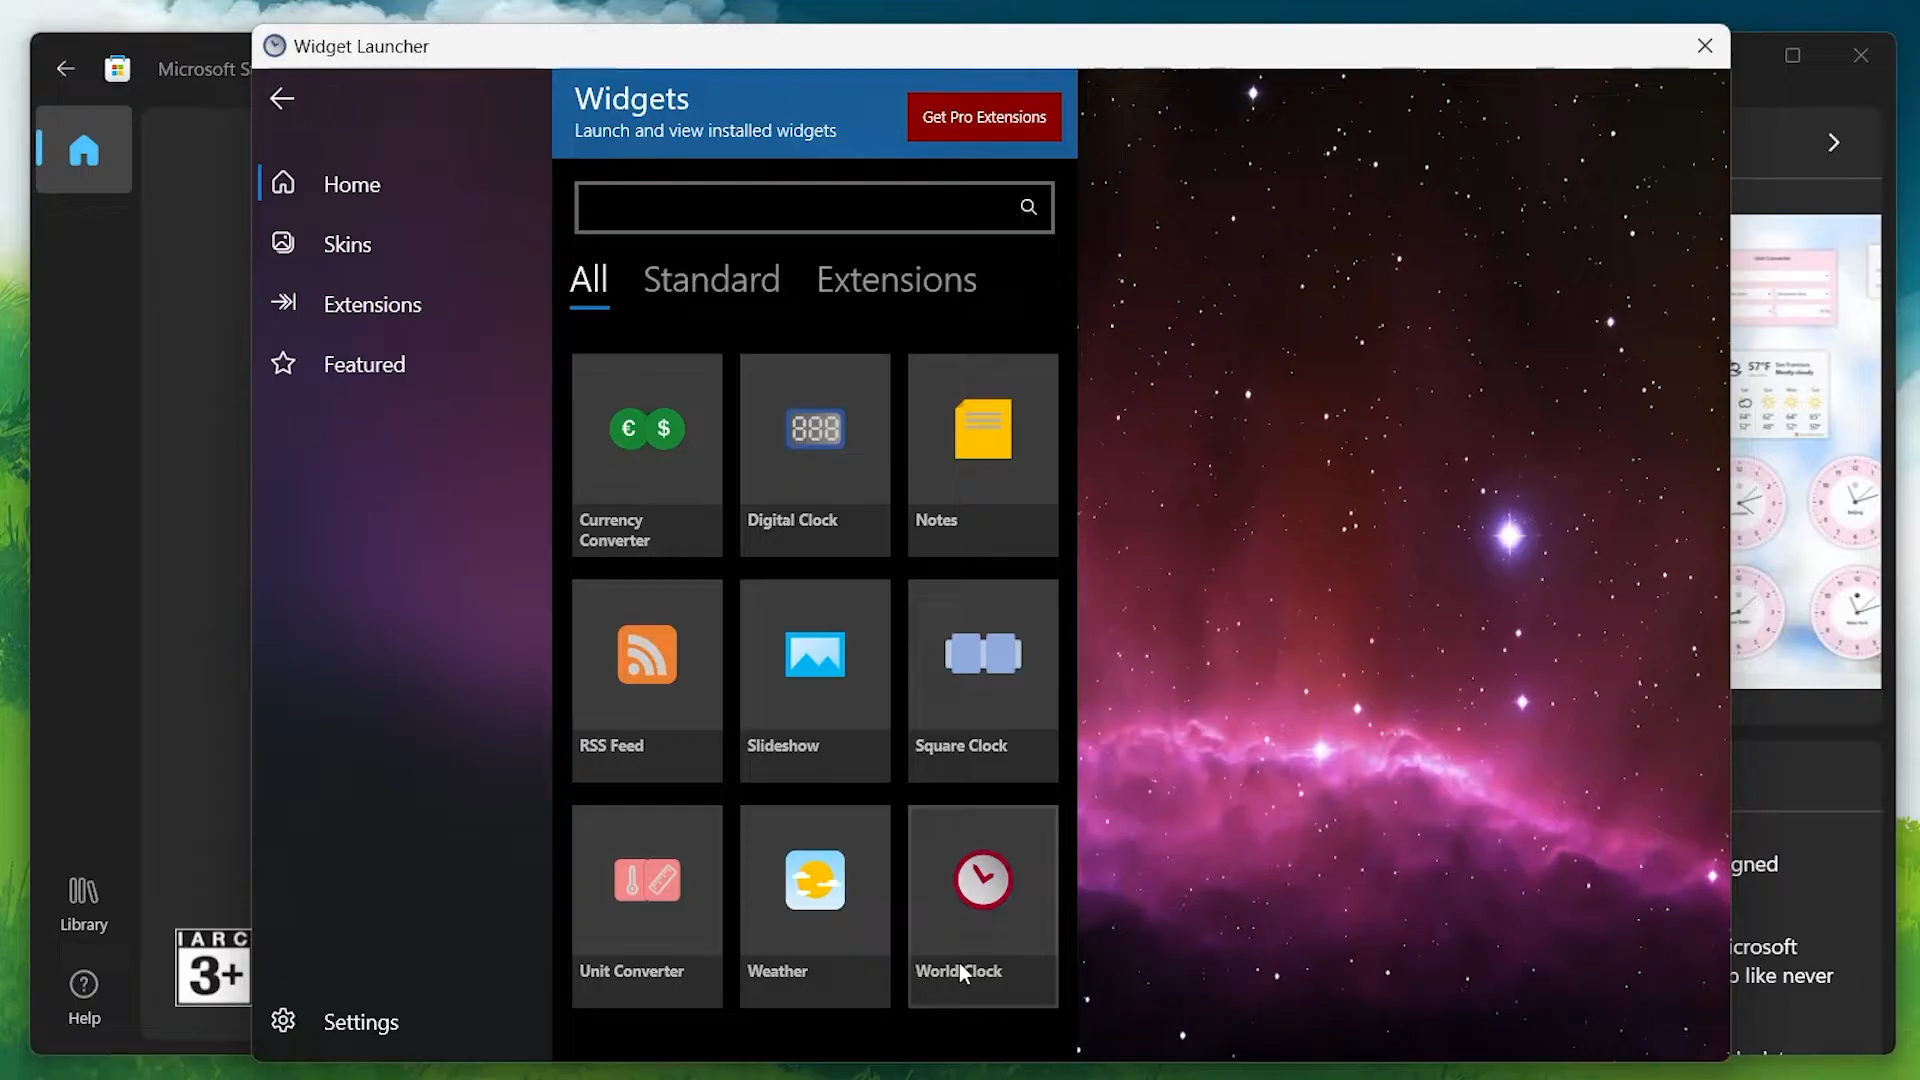 Widget Launcher
Microsoft S
Widgets
Launch and view installed widgets
Get Pro Extensions
Home
Skins
Extensions
Featured
All Standard Extensions
€ $
888
Currency
Converter
Digital Clock
Notes
RSS Feed
Slideshow
Square Clock
Unit Converter
Weather
World Clock
Settings
Library
Help
IARC
3+
57°F
gned
icrosoft
like never